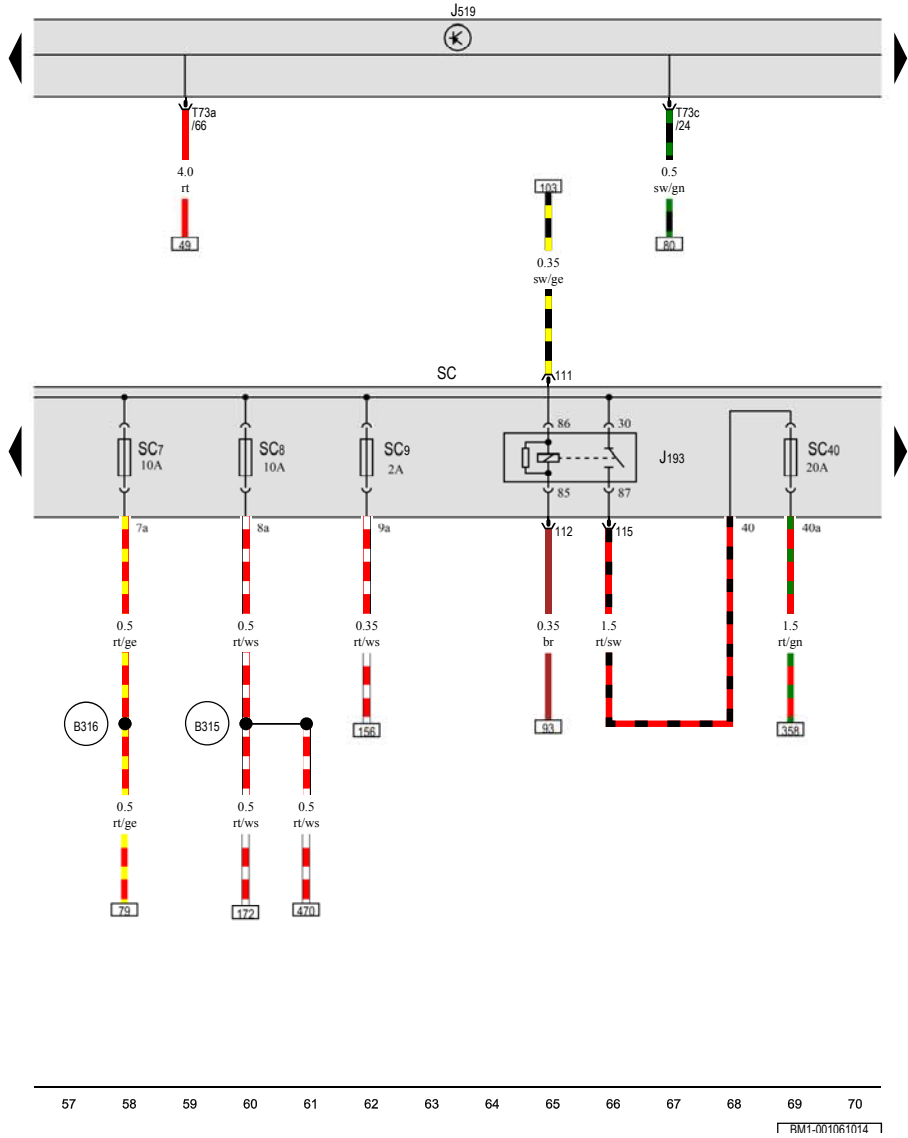 J519
T73a
/66
T73c
/24
4.0
rt
0.5
sw/gn
103
49
80
0.35
sw/ge
SC
111
86
30
SC7
10A
SC8
10A
SC9
2A
J193
SC40
20A
85
87
7a
8a
9a
112
115
40
40a
0.5
rt/ge
0.5
rt/ws
0.35
rt/ws
0.35
br
1.5
rt/sw
1.5
rt/gn
B316
B315
156
93
358
0.5
rt/ge
0.5
rt/ws
0.5
rt/ws
79
172
470
57 58 59 60 61 62 63 64 65 66 67 68 69 70
BM1-001061014